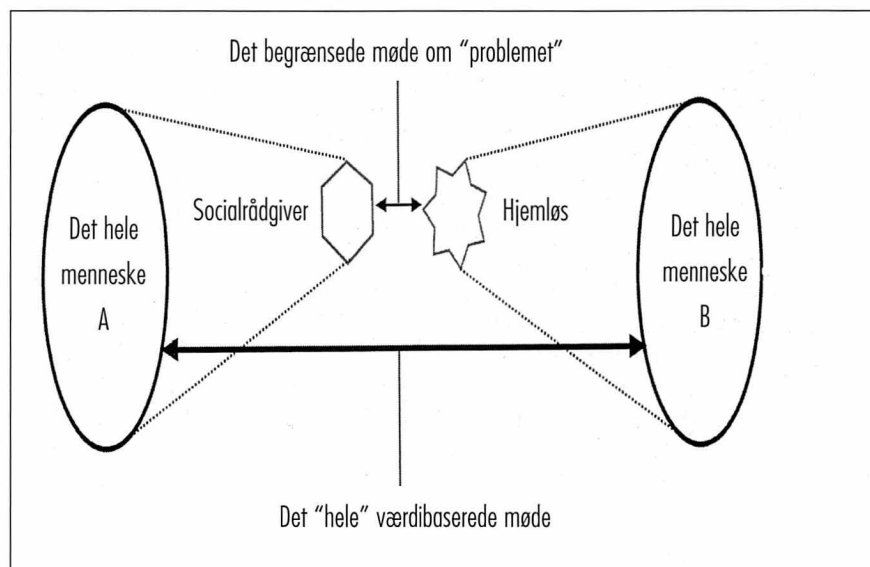 Det begrænsede møde om “problemet”
Det hele
menneske
A
Socialrådgiver
Hjemløs
Det hele
menneske
B
Det “hele” værdibaserede møde